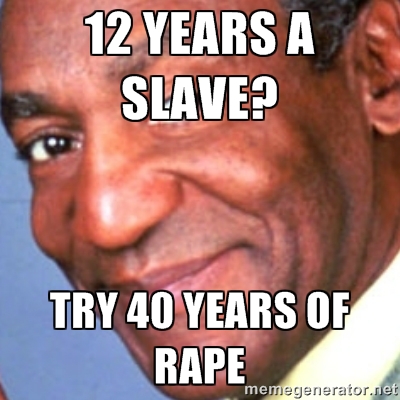 12 YEARS A
SLAVE?
TRY 40 YEARS OF
RAPE
memegenerator.net